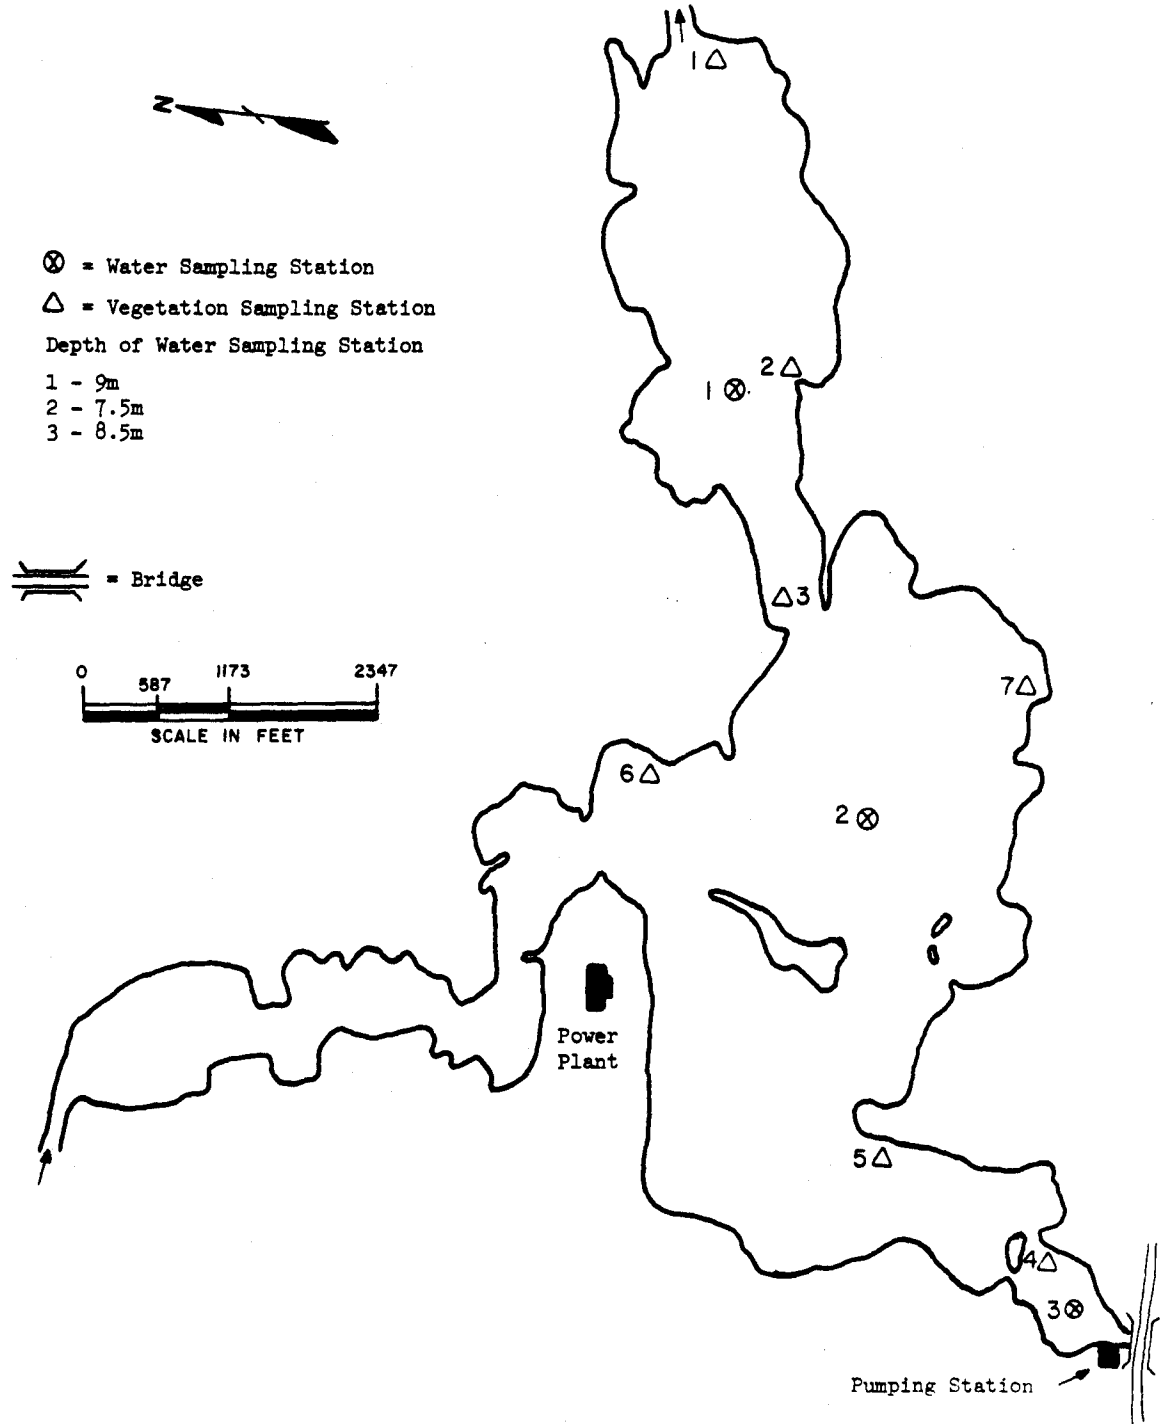 1 △
N
⊗ = Water Sampling Station
△ = Vegetation Sampling Station
Depth of Water Sampling Station
1 - 9m
2 - 7.5m
3 - 8.5m
2 △
1 ⊗
= Bridge
△ 3
0 587 1173 2347
SCALE IN FEET
7 △
6 △
2 ⊗
Power
Plant
5 △
4 △
3 ⊗
Pumping Station